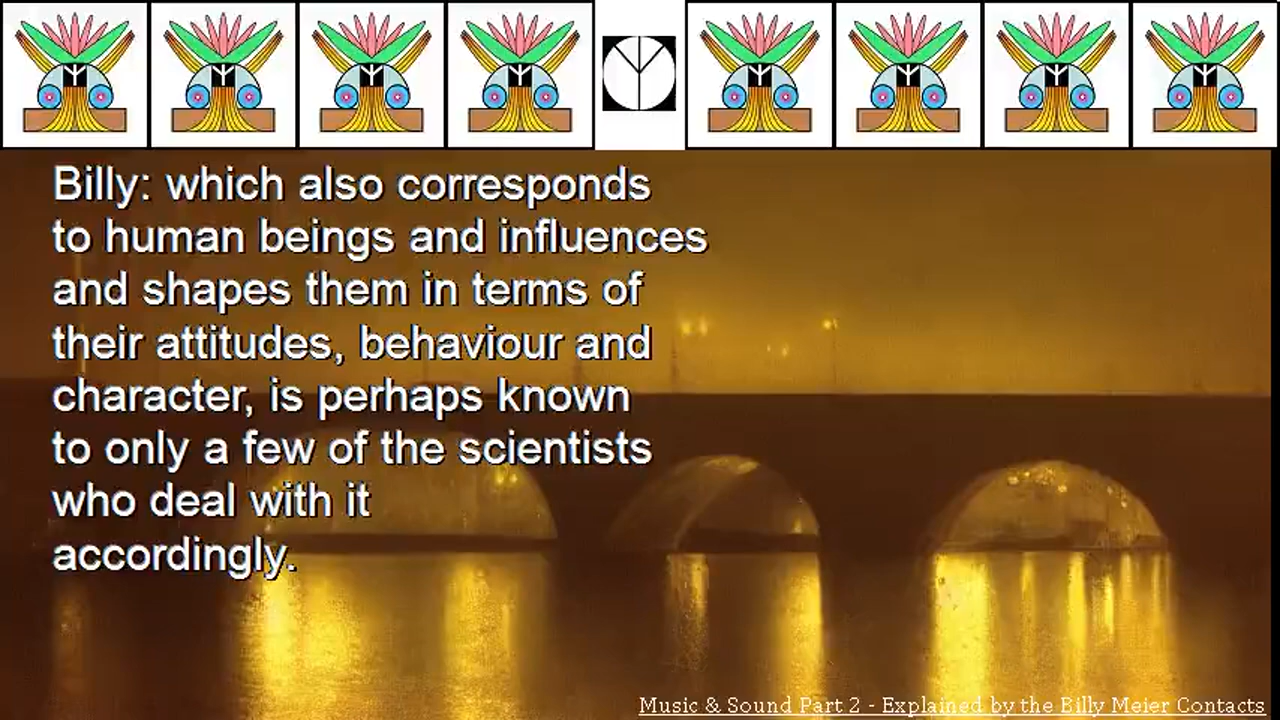 Billy: which also corresponds
to human beings and influences
and shapes them in terms of
their attitudes, behaviour and
character, is perhaps known
to only a few of the scientists
who deal with it
accordingly.
Music & Sound Part 2 - Explained by the Billy Meier Contacts